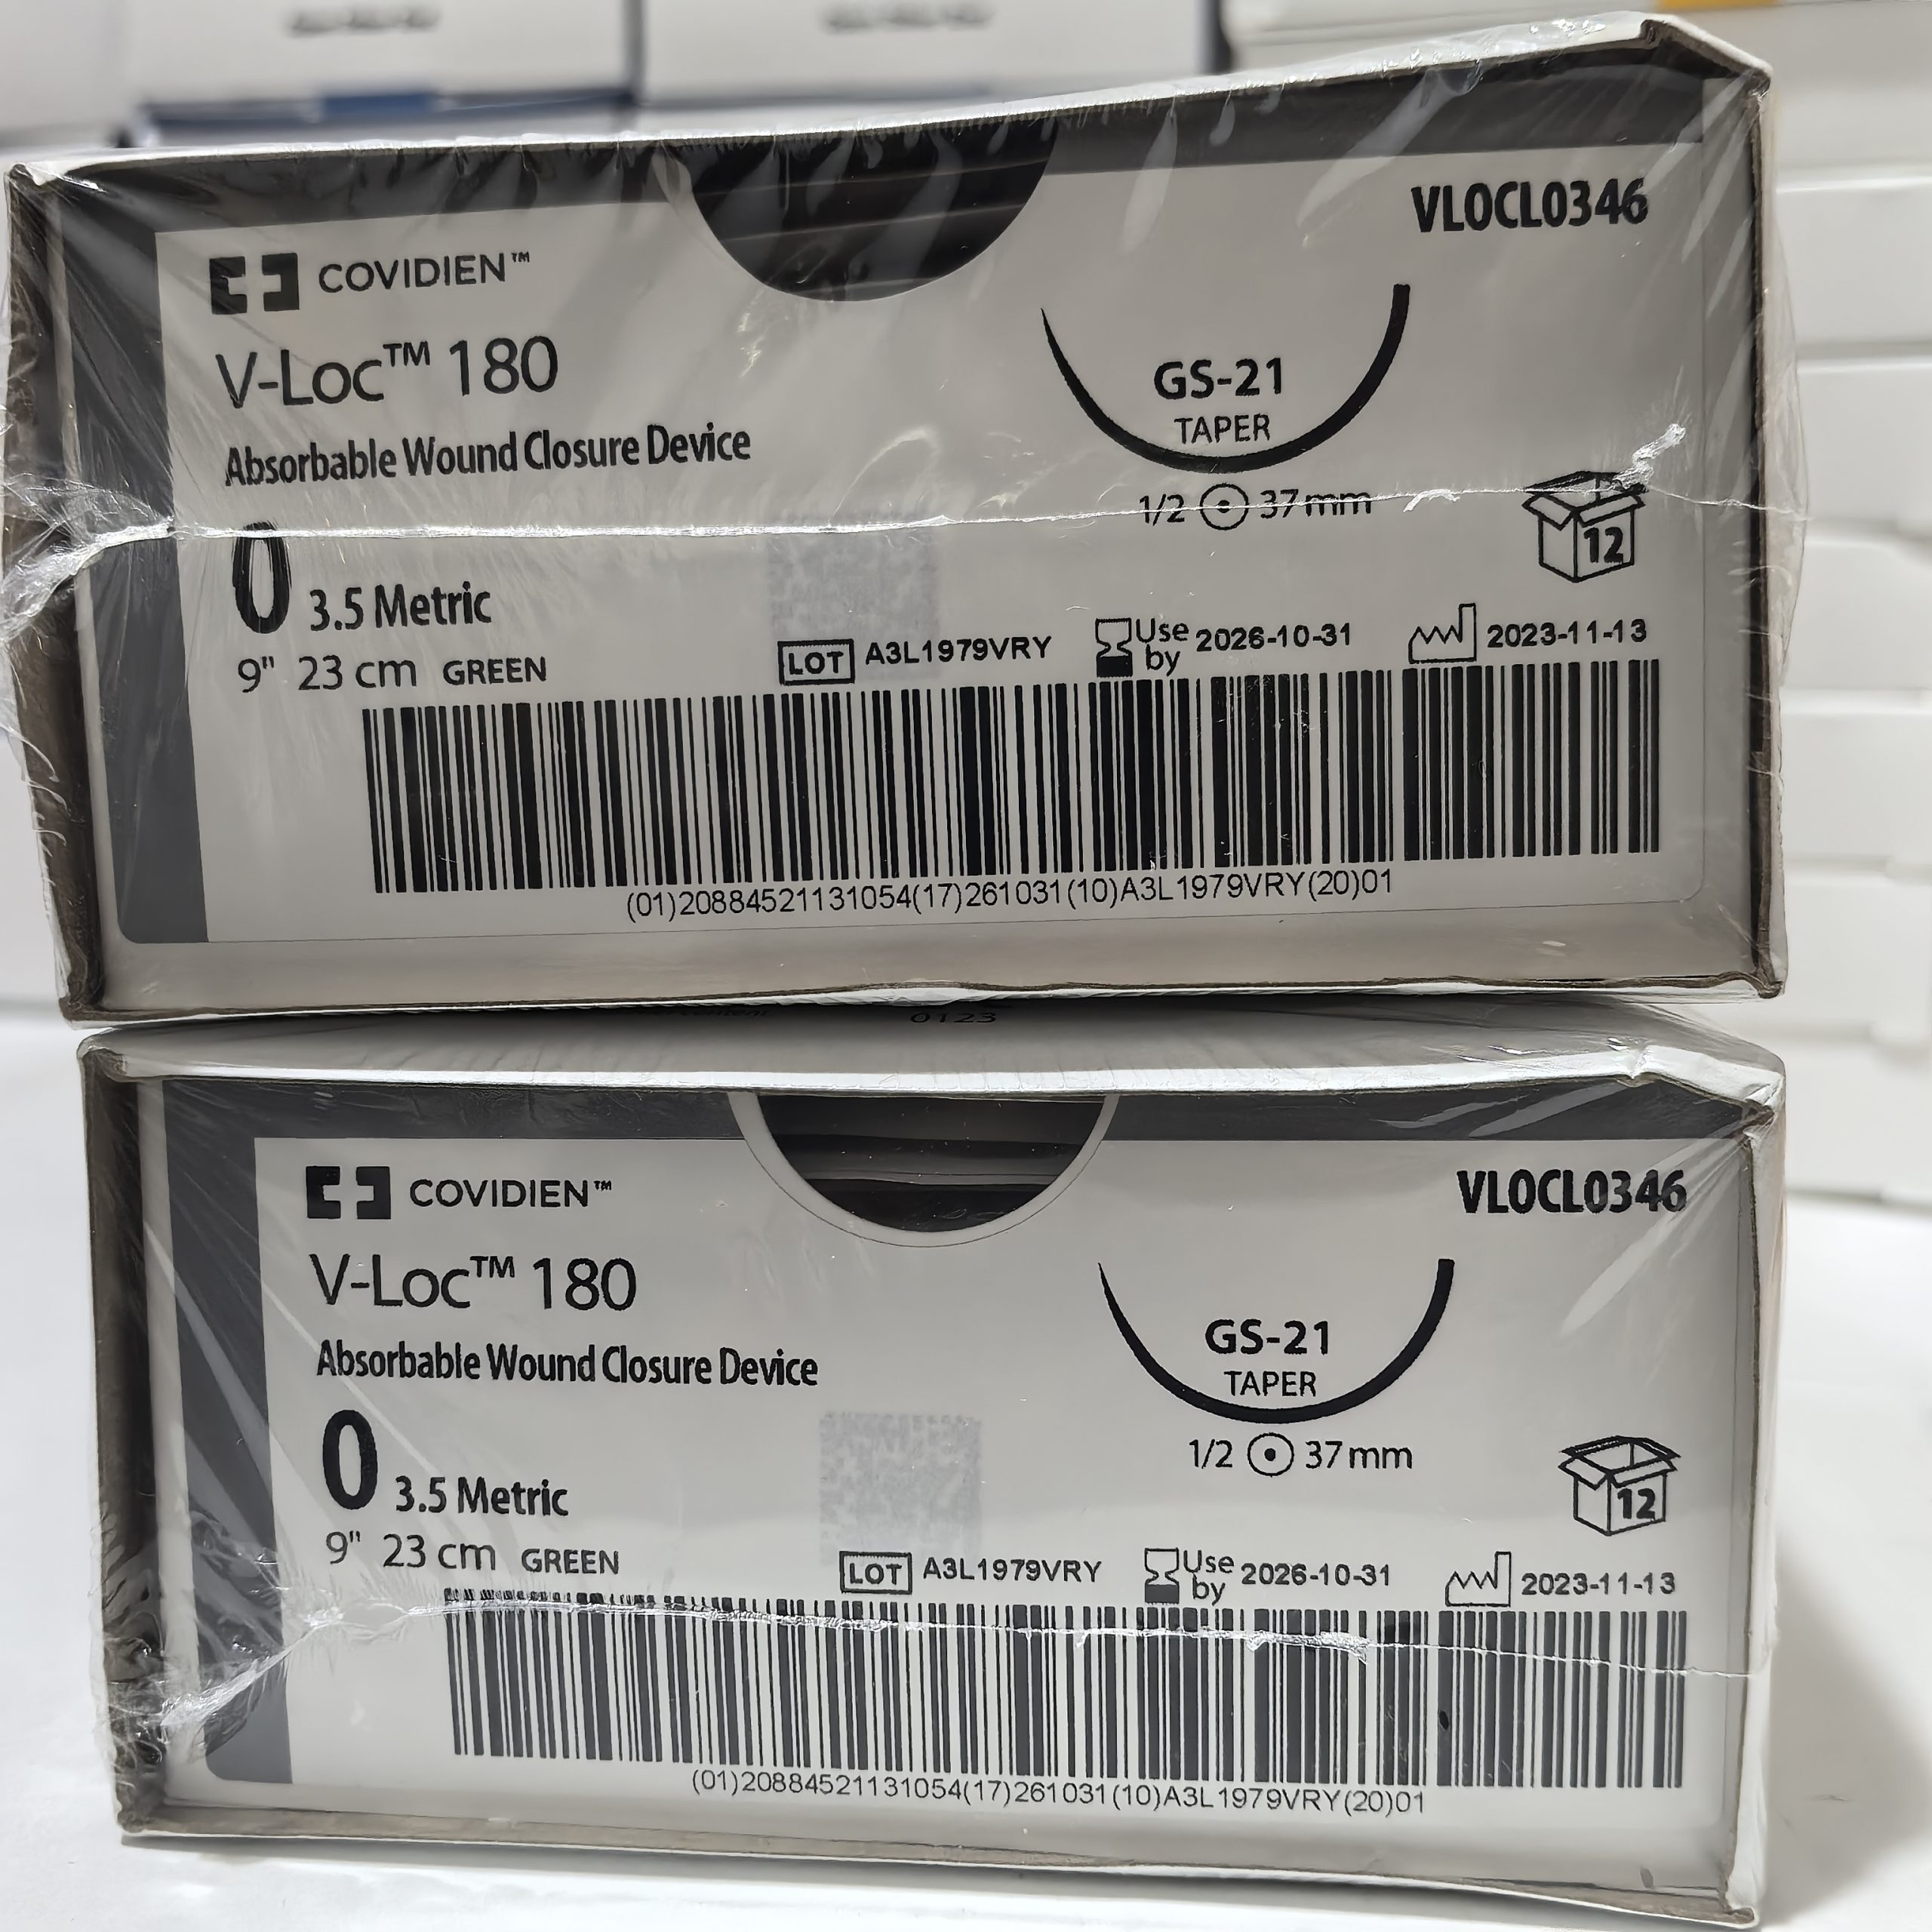 VLOCL0346
COVIDIEN™
V-Loc™ 180
Absorbable Wound Closure Device
GS-21
TAPER
1/2 37 mm
12
0 3.5 Metric
9" 23 cm GREEN
LOT A3L1979VRY Use by 2026-10-31 2023-11-13
(01)20884521131054(17)261031(10)A3L1979VRY(20)01
0123
VLOCL0346
COVIDIEN™
V-Loc™ 180
Absorbable Wound Closure Device
GS-21
TAPER
1/2 37 mm
12
0 3.5 Metric
9" 23 cm GREEN
LOT A3L1979VRY Use by 2026-10-31 2023-11-13
(01)20884521131054(17)261031(10)A3L1979VRY(20)01